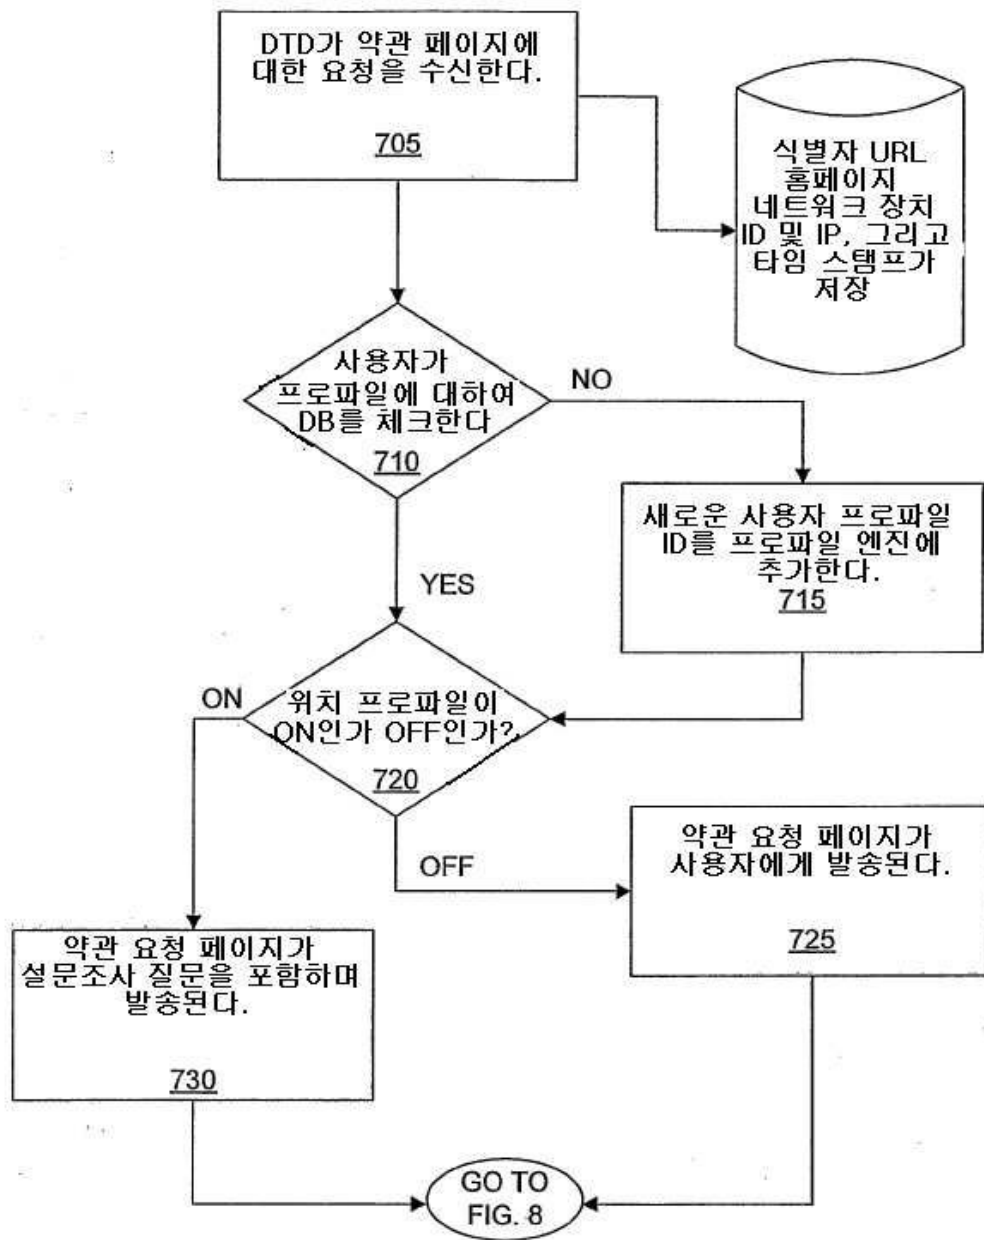 DTD가 약관 페이지에
대한 요청을 수신한다.
705
식별자 URL
홈페이지
네트워크 장치
ID 및 IP, 그리고
타임 스탬프가
저장
사용자가
프로파일에 대하여
DB를 체크한다
710
NO
YES
새로운 사용자 프로파일
ID를 프로파일 엔진에
추가한다.
715
위치 프로파일이
ON인가 OFF인가?
720
ON
OFF
약관 요청 페이지가
사용자에게 발송된다.
725
약관 요청 페이지가
설문조사 질문을 포함하며
발송된다.
730
GO TO
FIG. 8